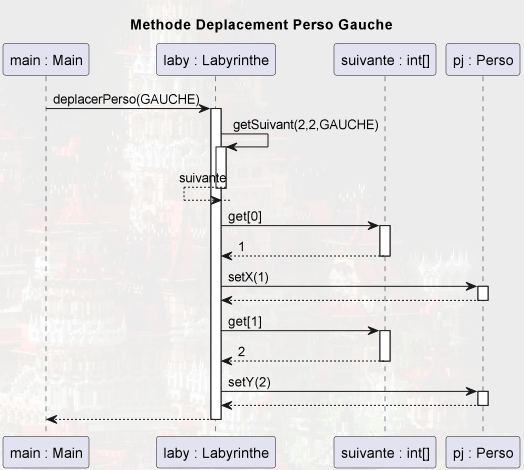 Methode Deplacement Perso Gauche
main : Main
laby : Labyrinthe
suivante : int[]
pj : Perso
deplacerPerso(GAUCHE)
getSuivant(2,2,GAUCHE)
suivante
get[0]
1
setX(1)
get[1]
2
setY(2)
main : Main
laby : Labyrinthe
suivante : int[]
pj : Perso